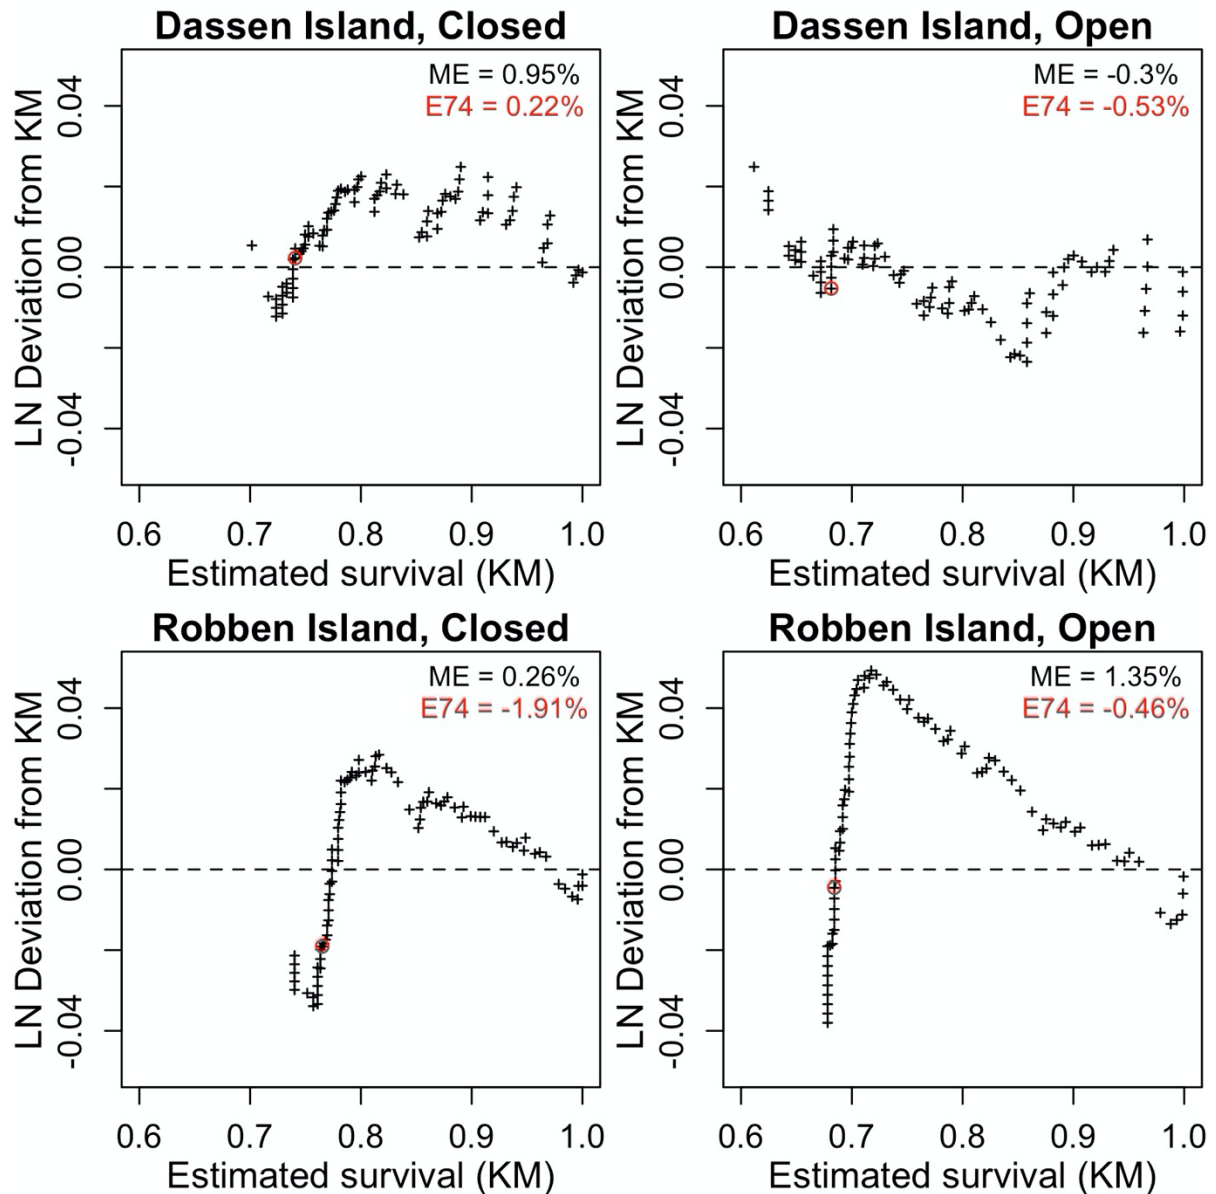 Dassen Island, Closed
ME = 0.95%
E74 = 0.22%
LN Deviation from KM
0.04
0.00
-0.04
0.6 0.7 0.8 0.9 1.0
Estimated survival (KM)
Dassen Island, Open
ME = -0.3%
E74 = -0.53%
LN Deviation from KM
0.04
0.00
-0.04
0.6 0.7 0.8 0.9 1.0
Estimated survival (KM)
Robben Island, Closed
ME = 0.26%
E74 = -1.91%
LN Deviation from KM
0.04
0.00
-0.04
0.6 0.7 0.8 0.9 1.0
Estimated survival (KM)
Robben Island, Open
ME = 1.35%
E74 = -0.46%
LN Deviation from KM
0.04
0.00
-0.04
0.6 0.7 0.8 0.9 1.0
Estimated survival (KM)